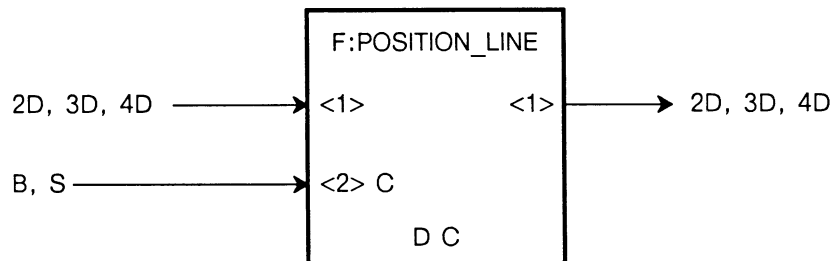 F:POSITION_LINE
2D, 3D, 4D <1> <1> 2D, 3D, 4D
B, S <2> C
D C